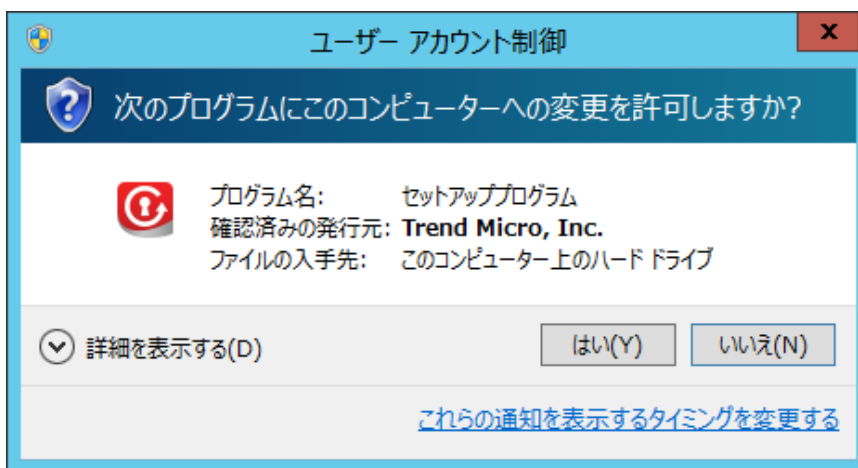 ユーザー アカウント制御
次のプログラムにこのコンピューターへの変更を許可しますか?
プログラム名: セットアッププログラム
確認済みの発行元: Trend Micro, Inc.
ファイルの入手先: このコンピューター上のハード ドライブ
詳細を表示する(D) はい(Y) いいえ(N)
これらの通知を表示するタイミングを変更する